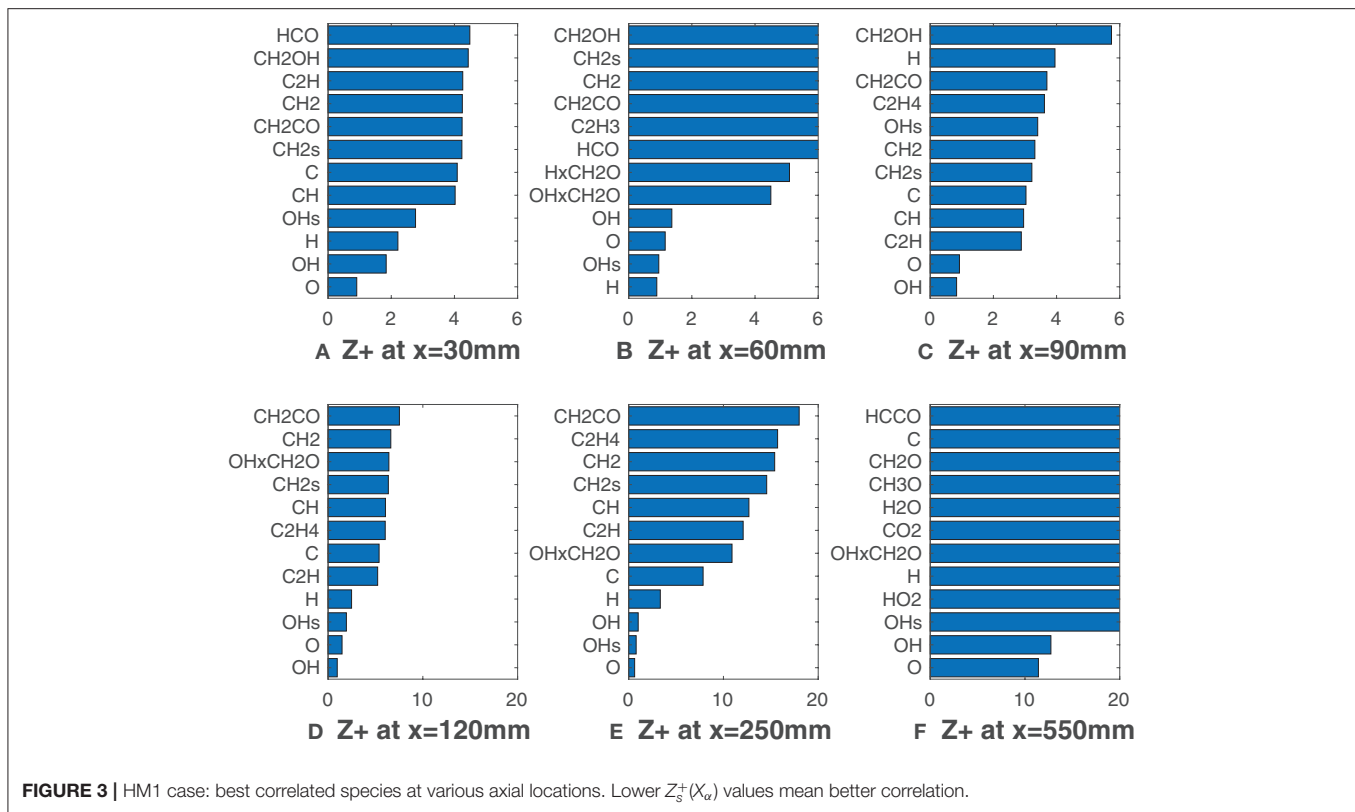 HCO
CH2OH
C2H
CH2
CH2CO
CH2s
C
CH
OHs
H
OH
O
0 2 4 6
A Z+ at x=30mm
CH2OH
CH2s
CH2
CH2CO
C2H3
HCO
HxCH2O
OHxCH2O
OH
O
OHs
H
0 2 4 6
B Z+ at x=60mm
CH2OH
H
CH2CO
C2H4
OHs
CH2
CH2s
C
CH
C2H
O
OH
0 2 4 6
C Z+ at x=90mm
CH2CO
CH2
OHxCH2O
CH2s
CH
C2H4
C
C2H
H
OHs
O
OH
0 10 20
D Z+ at x=120mm
CH2CO
C2H4
CH2
CH2s
CH
C2H
OHxCH2O
C
H
OH
OHs
O
0 10 20
E Z+ at x=250mm
HCCO
C
CH2O
CH3O
H2O
CO2
OHxCH2O
H
HO2
OHs
OH
O
0 10 20
F Z+ at x=550mm
FIGURE 3 | HM1 case: best correlated species at various axial locations. Lower Z_s^+(X_α) values mean better correlation.